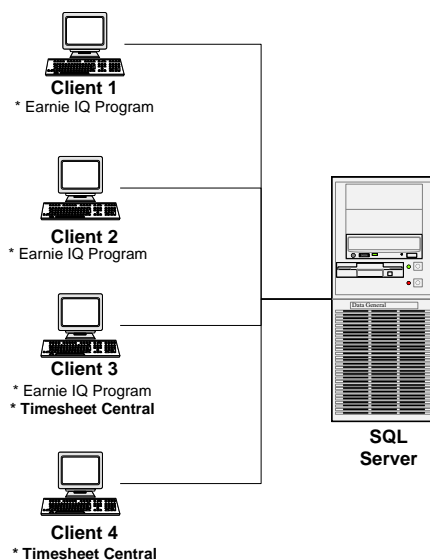 Client 1
* Earnie IQ Program
Client 2
* Earnie IQ Program
Client 3
* Earnie IQ Program
* Timesheet Central
Client 4
* Timesheet Central
Data General
SQL
Server